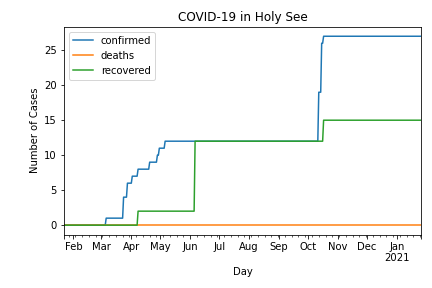 COVID-19 in Holy See
confirmed
deaths
recovered
Number of Cases
25
20
15
10
5
0
Feb Mar Apr May Jun Jul Aug Sep Oct Nov Dec Jan
2021
Day